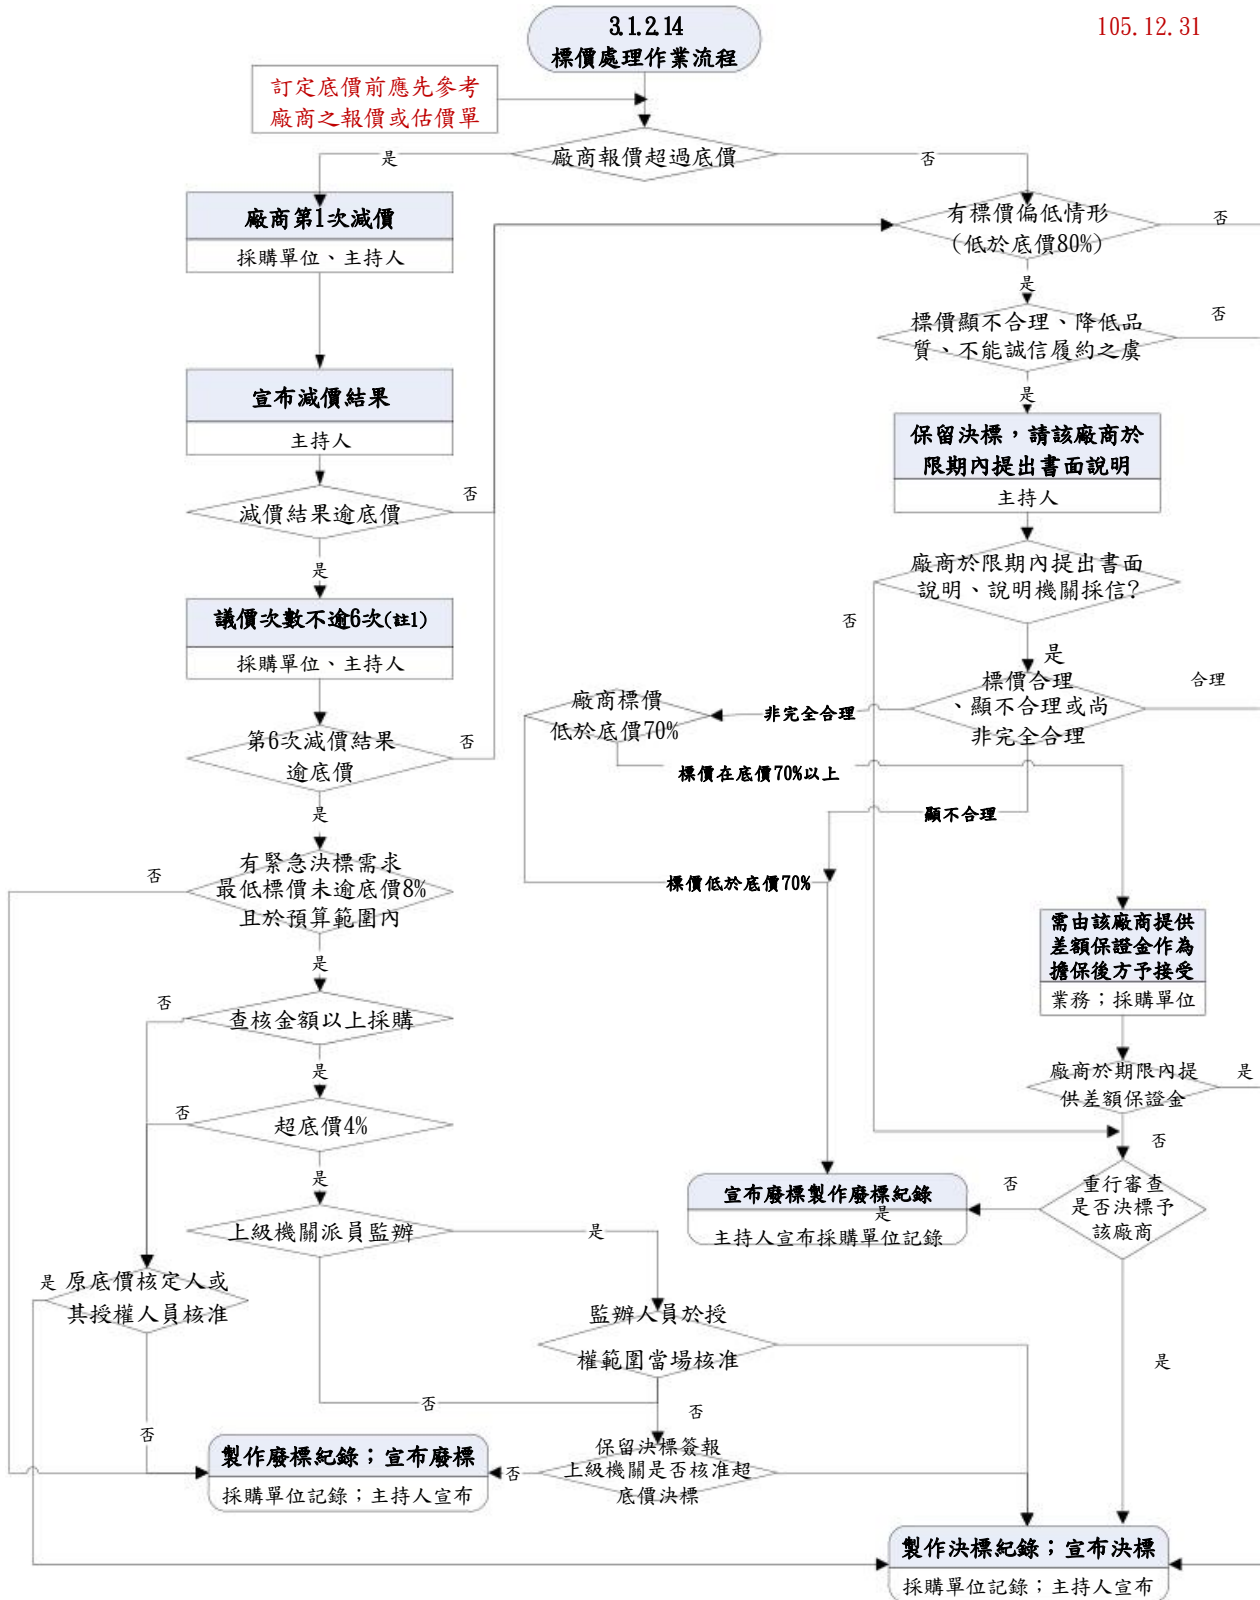 3.1.2.14
標價處理作業流程
105.12.31
訂定底價前應先參考
廠商之報價或估價單
廠商報價超過底價
是
否
廠商第1次減價
採購單位、主持人
有標價偏低情形
(低於底價80%)
否
是
標價顯不合理、降低品
質、不能誠信履約之虞
否
是
宣布減價結果
主持人
保留決標，請該廠商於
限期內提出書面說明
主持人
減價結果逾底價
否
是
廠商於限期內提出書面
說明、說明機關採信?
否
是
議價次數不逾6次(註1)
採購單位、主持人
標價合理
、顯不合理或尚
非完全合理
合理
非完全合理
廠商標價
低於底價70%
第6次減價結果
逾底價
否
是
標價在底價70%以上
顯不合理
標價低於底價70%
有緊急決標需求
最低標價未逾底價8%
且於預算範圍內
否
是
需由該廠商提供
差額保證金作為
擔保後方予接受
業務；採購單位
查核金額以上採購
否
是
廠商於期限內提
供差額保證金
是
否
超底價4%
否
是
重行審查
是否決標予
該廠商
否
是
宣布廢標製作廢標紀錄
是
主持人宣布採購單位記錄
上級機關派員監辦
是
否
是
原底價核定人或
其授權人員核准
否
監辦人員於授
權範圍當場核准
否
保留決標簽報
上級機關是否核准超
底價決標
否
製作廢標紀錄；宣布廢標
採購單位記錄；主持人宣布
製作決標紀錄；宣布決標
採購單位記錄；主持人宣布